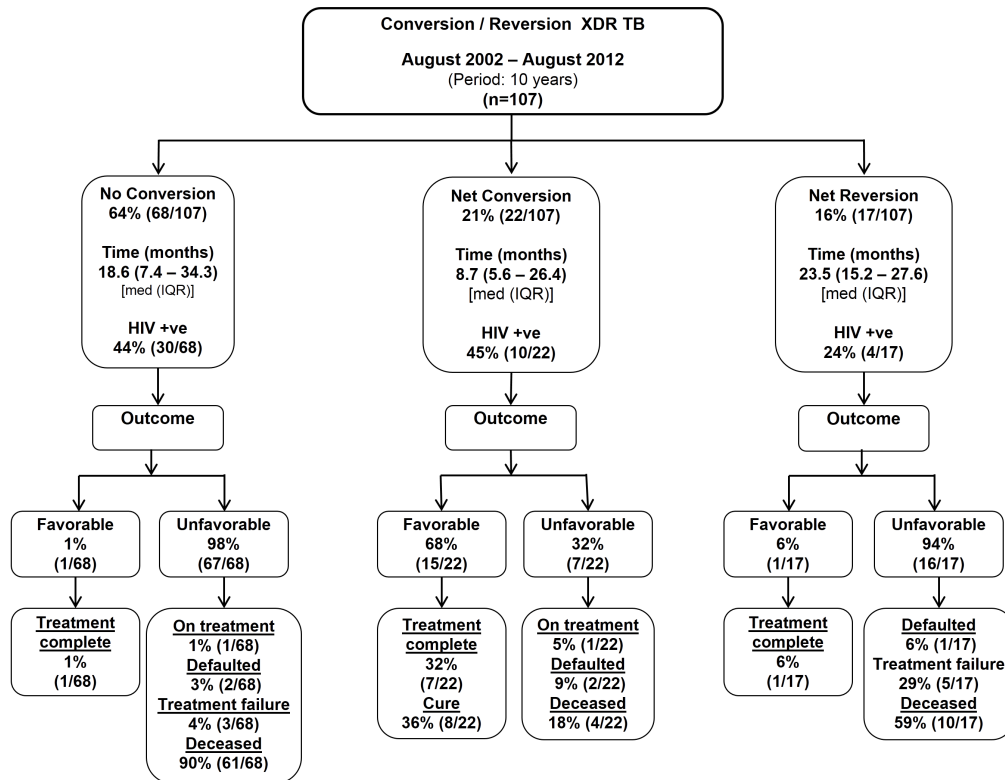 Conversion / Reversion XDR TB
August 2002 – August 2012
(Period: 10 years)
(n=107)
No Conversion
64% (68/107)
Time (months)
18.6 (7.4 – 34.3)
[med (IQR)]
HIV +ve
44% (30/68)
Net Conversion
21% (22/107)
Time (months)
8.7 (5.6 – 26.4)
[med (IQR)]
HIV +ve
45% (10/22)
Net Reversion
16% (17/107)
Time (months)
23.5 (15.2 – 27.6)
[med (IQR)]
HIV +ve
24% (4/17)
Outcome
Outcome
Outcome
Favorable
1%
(1/68)
Unfavorable
98%
(67/68)
Favorable
68%
(15/22)
Unfavorable
32%
(7/22)
Favorable
6%
(1/17)
Unfavorable
94%
(16/17)
Treatment
complete
1%
(1/68)
On treatment
1% (1/68)
Defaulted
3% (2/68)
Treatment failure
4% (3/68)
Deceased
90% (61/68)
Treatment
complete
32%
(7/22)
Cure
36% (8/22)
On treatment
5% (1/22)
Defaulted
9% (2/22)
Deceased
18% (4/22)
Treatment
complete
6%
(1/17)
Defaulted
6% (1/17)
Treatment failure
29% (5/17)
Deceased
59% (10/17)